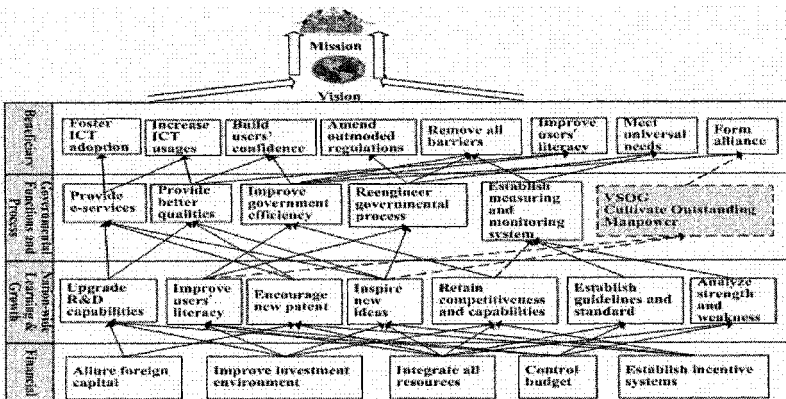 Mission
Vision
Beneficiary
Foster
ICT
adoption
Increase
ICT
usages
Build
users'
confidence
Amend
outmoded
regulations
Remove all
barriers
Improve
users'
literacy
Meet
universal
needs
Form
alliance
Governmental
Functions and
Process
Provide
e-services
Provide
better
qualities
Improve
government
efficiency
Reengineer
governmental
process
Establish
measuring
and
monitoring
system
VSOG
Cultivate Outstanding
Manpower
Nation-wide
Learning &
Growth
Upgrade
R&D
capabilities
Improve
users'
literacy
Encourage
new patent
Inspire
new
ideas
Retain
competitiveness
and capabilities
Establish
guidelines and
standard
Analyze
strength
and
weakness
Financial
Allure foreign
capital
Improve investment
environment
Integrate all
resources
Control
budget
Establish incentive
systems